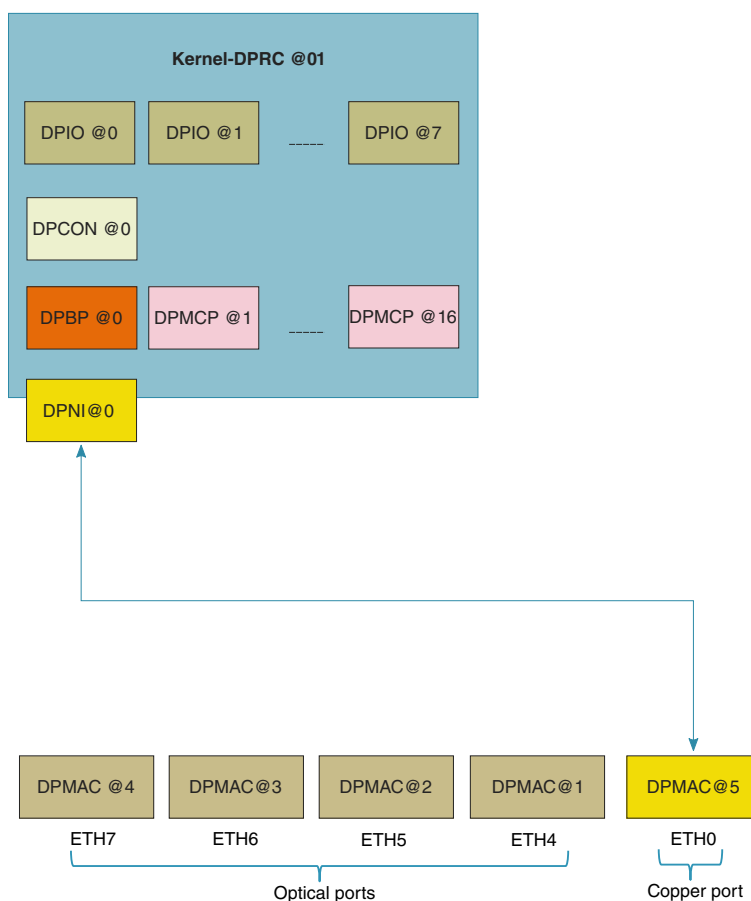 Kernel-DPRC @01
DPIO @0
DPIO @1
-----
DPIO @7
DPCON @0
DPBP @0
DPMCP @1
-----
DPMCP @16
DPNI@0
DPMAC @4
DPMAC@3
DPMAC@2
DPMAC@1
DPMAC@5
ETH7
ETH6
ETH5
ETH4
ETH0
Optical ports
Copper port